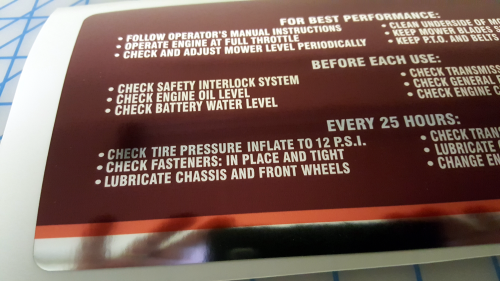 FOR BEST PERFORMANCE:
• FOLLOW OPERATOR'S MANUAL INSTRUCTIONS
• OPERATE ENGINE AT FULL THROTTLE
• CHECK AND ADJUST MOWER LEVEL PERIODICALLY
• CLEAN UNDERSIDE OF
• KEEP MOWER BLADES
• KEEP P.T.O. AND BELTS
BEFORE EACH USE:
• CHECK SAFETY INTERLOCK SYSTEM
• CHECK ENGINE OIL LEVEL
• CHECK BATTERY WATER LEVEL
• CHECK
• CHECK GENERAL
• CHECK ENGINE
EVERY 25 HOURS:
• CHECK TIRE PRESSURE INFLATE TO 12 P.S.I.
• CHECK FASTENERS: IN PLACE AND TIGHT
• LUBRICATE CHASSIS AND FRONT WHEELS
• CHECK
• LUBRICATE
• CHANGE